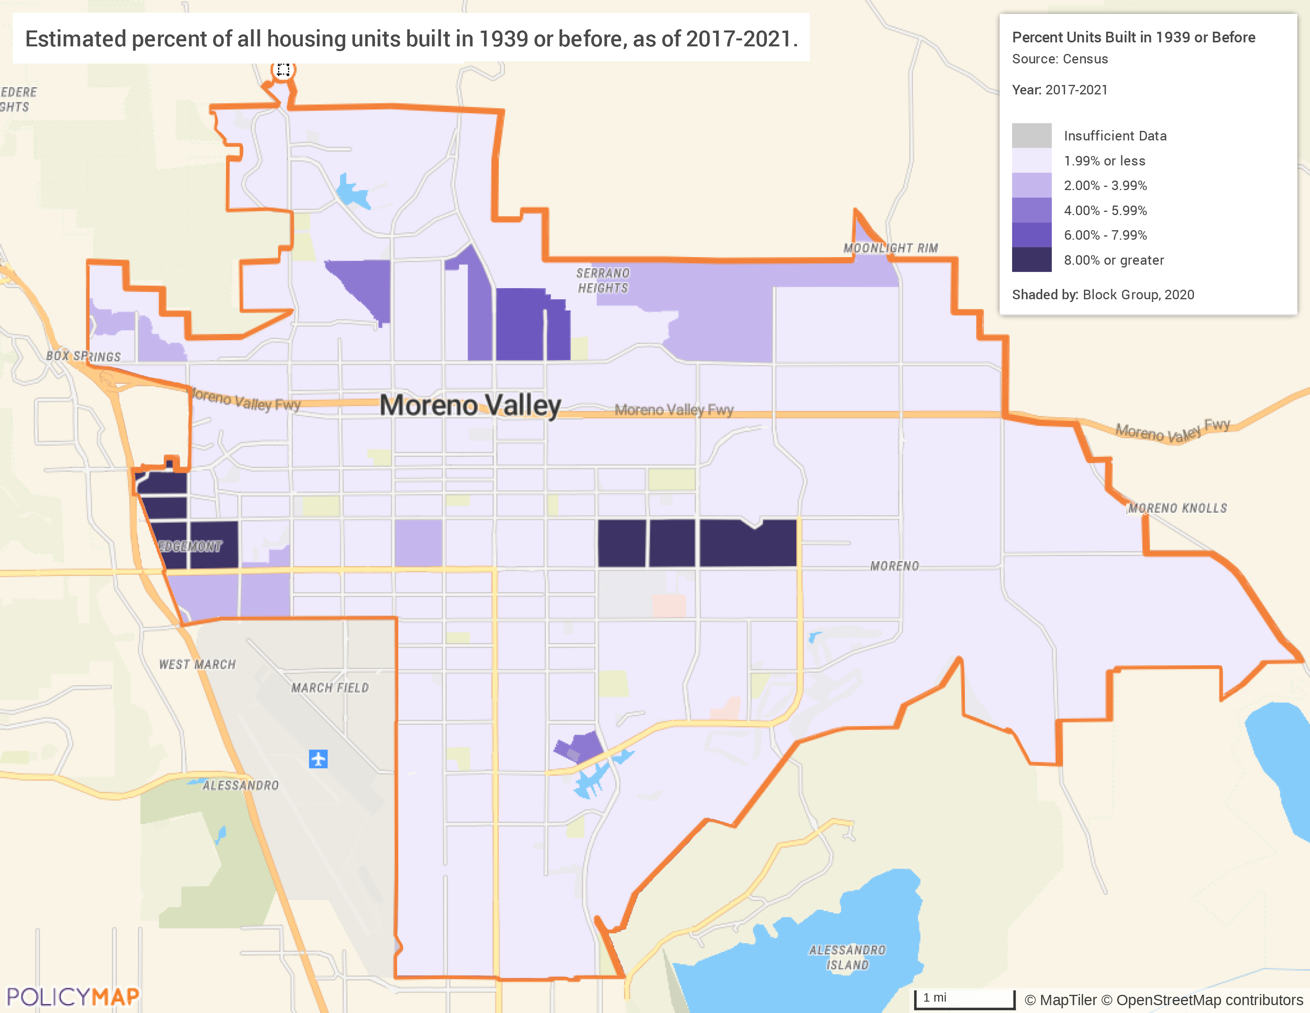 Estimated percent of all housing units built in 1939 or before, as of 2017-2021.
Percent Units Built in 1939 or Before
Source: Census
Year: 2017-2021
Insufficient Data
1.99% or less
2.00% - 3.99%
4.00% - 5.99%
6.00% - 7.99%
8.00% or greater
Shaded by: Block Group, 2020
EDERE
GHTS
MOONLIGHT RIM
SERRANO
HEIGHTS
BOX SPRINGS
Moreno Valley Fwy
Moreno Valley
Moreno Valley Fwy
Moreno Valley Fwy
MORENO KNOLLS
EDGEMONT
MORENO
WEST MARCH
MARCH FIELD
ALESSANDRO
ALESSANDRO
ISLAND
POLICYMAP
1 mi
© MapTiler © OpenStreetMap contributors